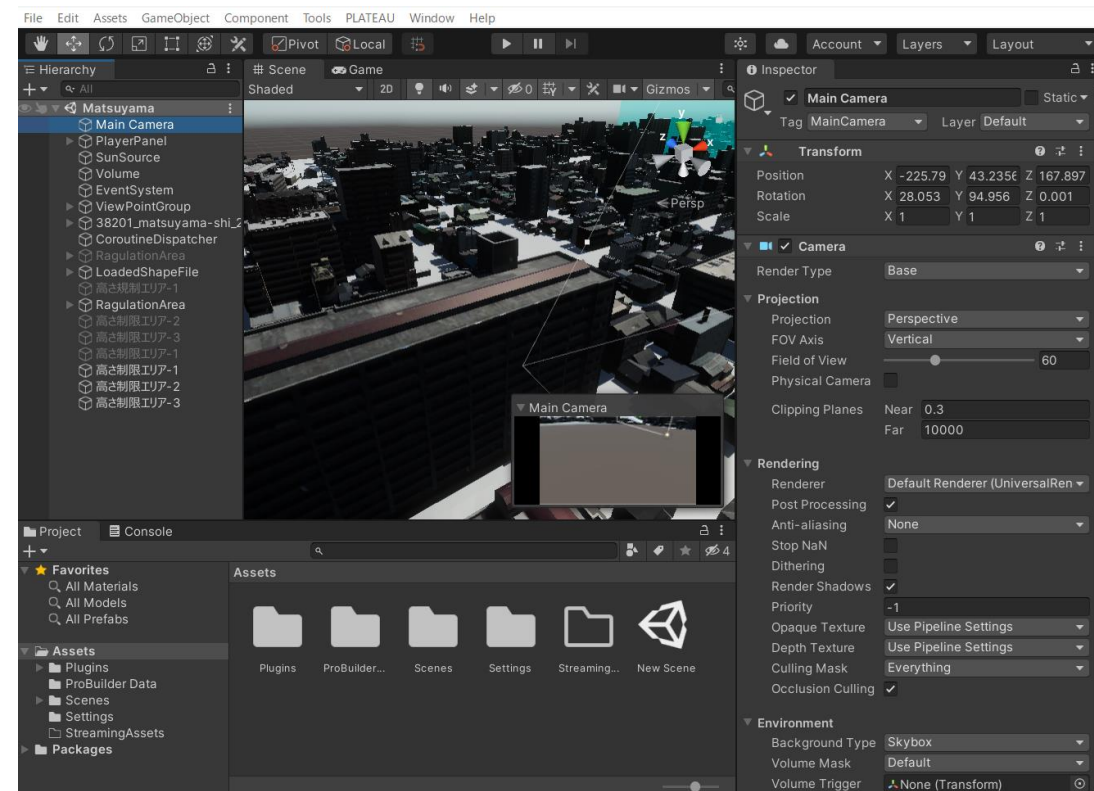 File Edit Assets GameObject Component Tools PLATEAU Window Help
Pivot Local Account Layers Layout
Hierarchy
All
Matsuyama
Main Camera
PlayerPanel
SunSource
Volume
EventSystem
ViewPointGroup
38201_matsuyama-shi_2
CoroutineDispatcher
RagulationArea
LoadedShapeFile
高さ規制エリア-1
RagulationArea
高さ制限エリア-2
高さ制限エリア-3
高さ制限エリア-1
高さ制限エリア-1
高さ制限エリア-2
高さ制限エリア-3
Scene Game
Shaded 2D 0 Gizmos
y
z x
Persp
Main Camera
Inspector
Main Camera Static
Tag MainCamera Layer Default
Transform
Position X -225.79 Y 43.2356 Z 167.897
Rotation X 28.053 Y 94.956 Z 0.001
Scale X 1 Y 1 Z 1
Camera
Render Type Base
Projection
Projection Perspective
FOV Axis Vertical
Field of View 60
Physical Camera
Clipping Planes Near 0.3
Far 10000
Rendering
Renderer Default Renderer (UniversalRen
Post Processing
Anti-aliasing None
Stop NaN
Dithering
Render Shadows
Priority -1
Opaque Texture Use Pipeline Settings
Depth Texture Use Pipeline Settings
Culling Mask Everything
Occlusion Culling
Environment
Background Type Skybox
Volume Mask Default
Volume Trigger None (Transform)
Project Console
4
Favorites
All Materials
All Models
All Prefabs
Assets
Plugins
ProBuilder Data
Scenes
Settings
StreamingAssets
Packages
Assets
Plugins ProBuilder... Scenes Settings Streaming... New Scene